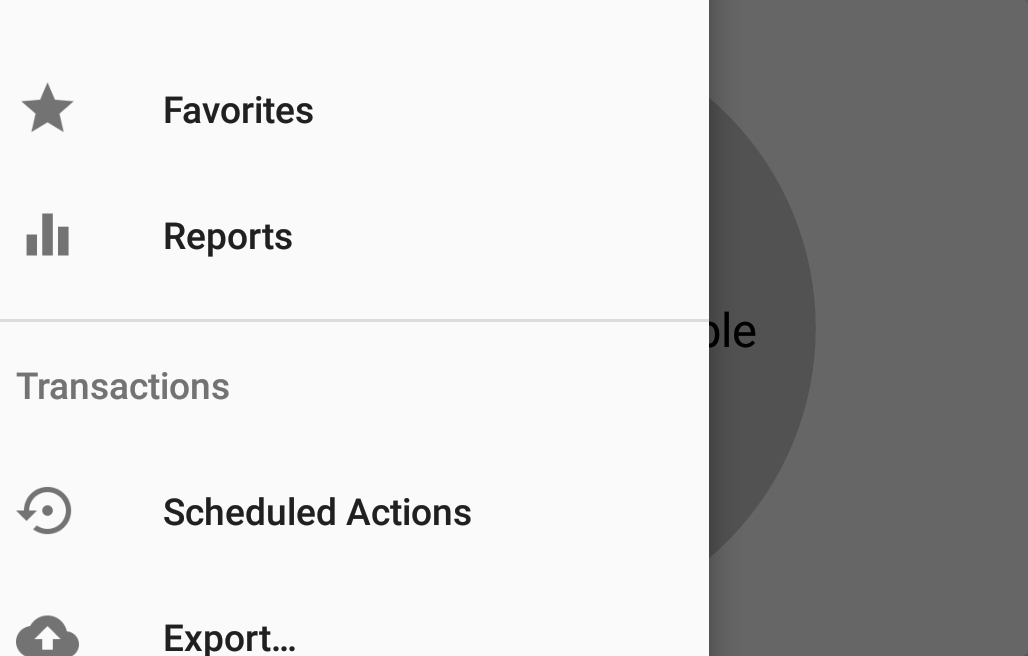 Favorites
Reports
Transactions
Scheduled Actions
Export...